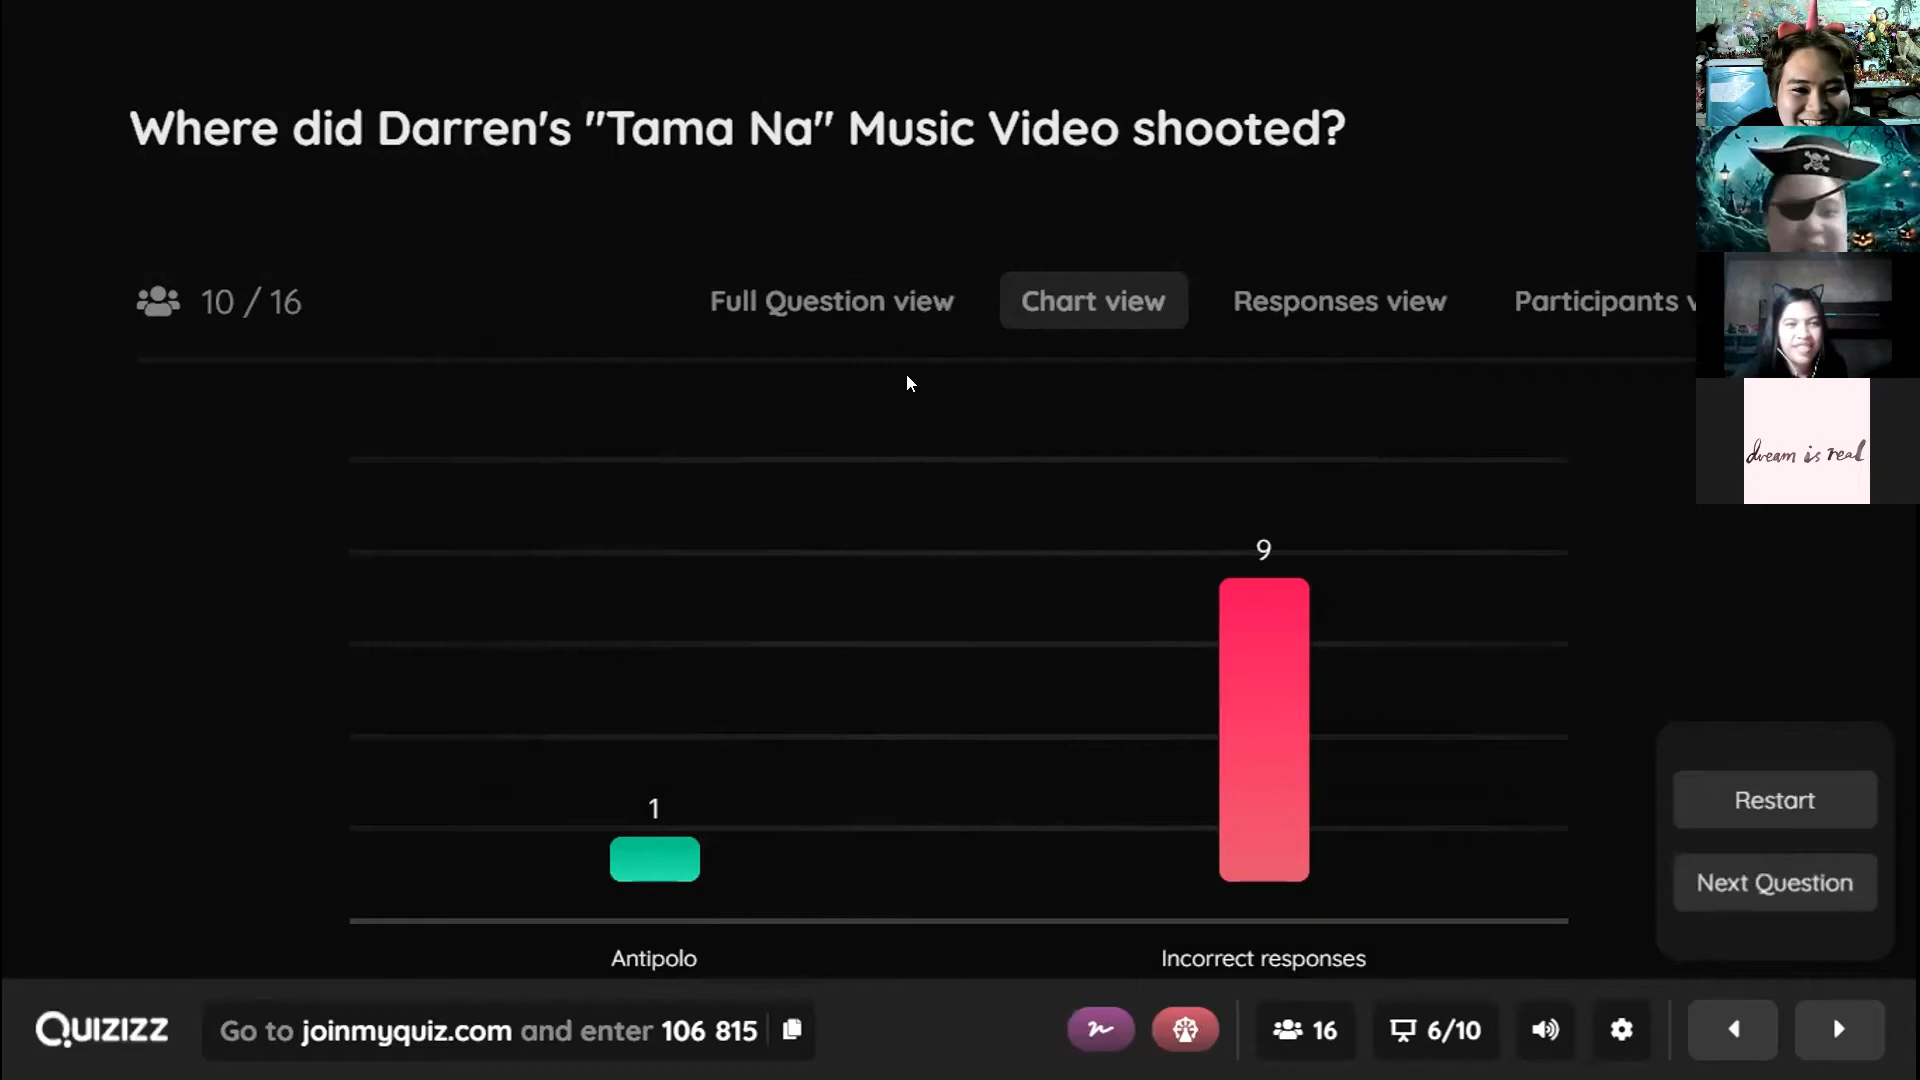 Where did Darren's "Tama Na" Music Video shooted?
10 / 16
Full Question view
Chart view
Responses view
Participants v
dream is real
9
1
Restart
Next Question
Antipolo
Incorrect responses
QUIZIZZ
Go to joinmyquiz.com and enter 106 815
16
6/10